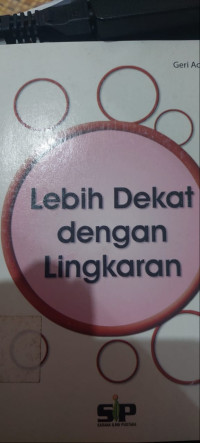 Geri
Lebih Dekat
dengan
Lingkaran
SIP